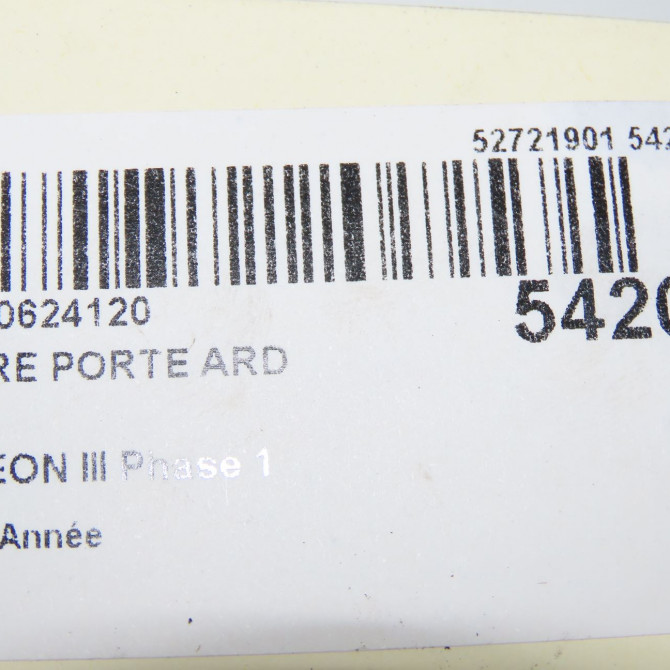 52721901 542
0624120
5420
RE PORTE ARD
EON III Phase 1
Année